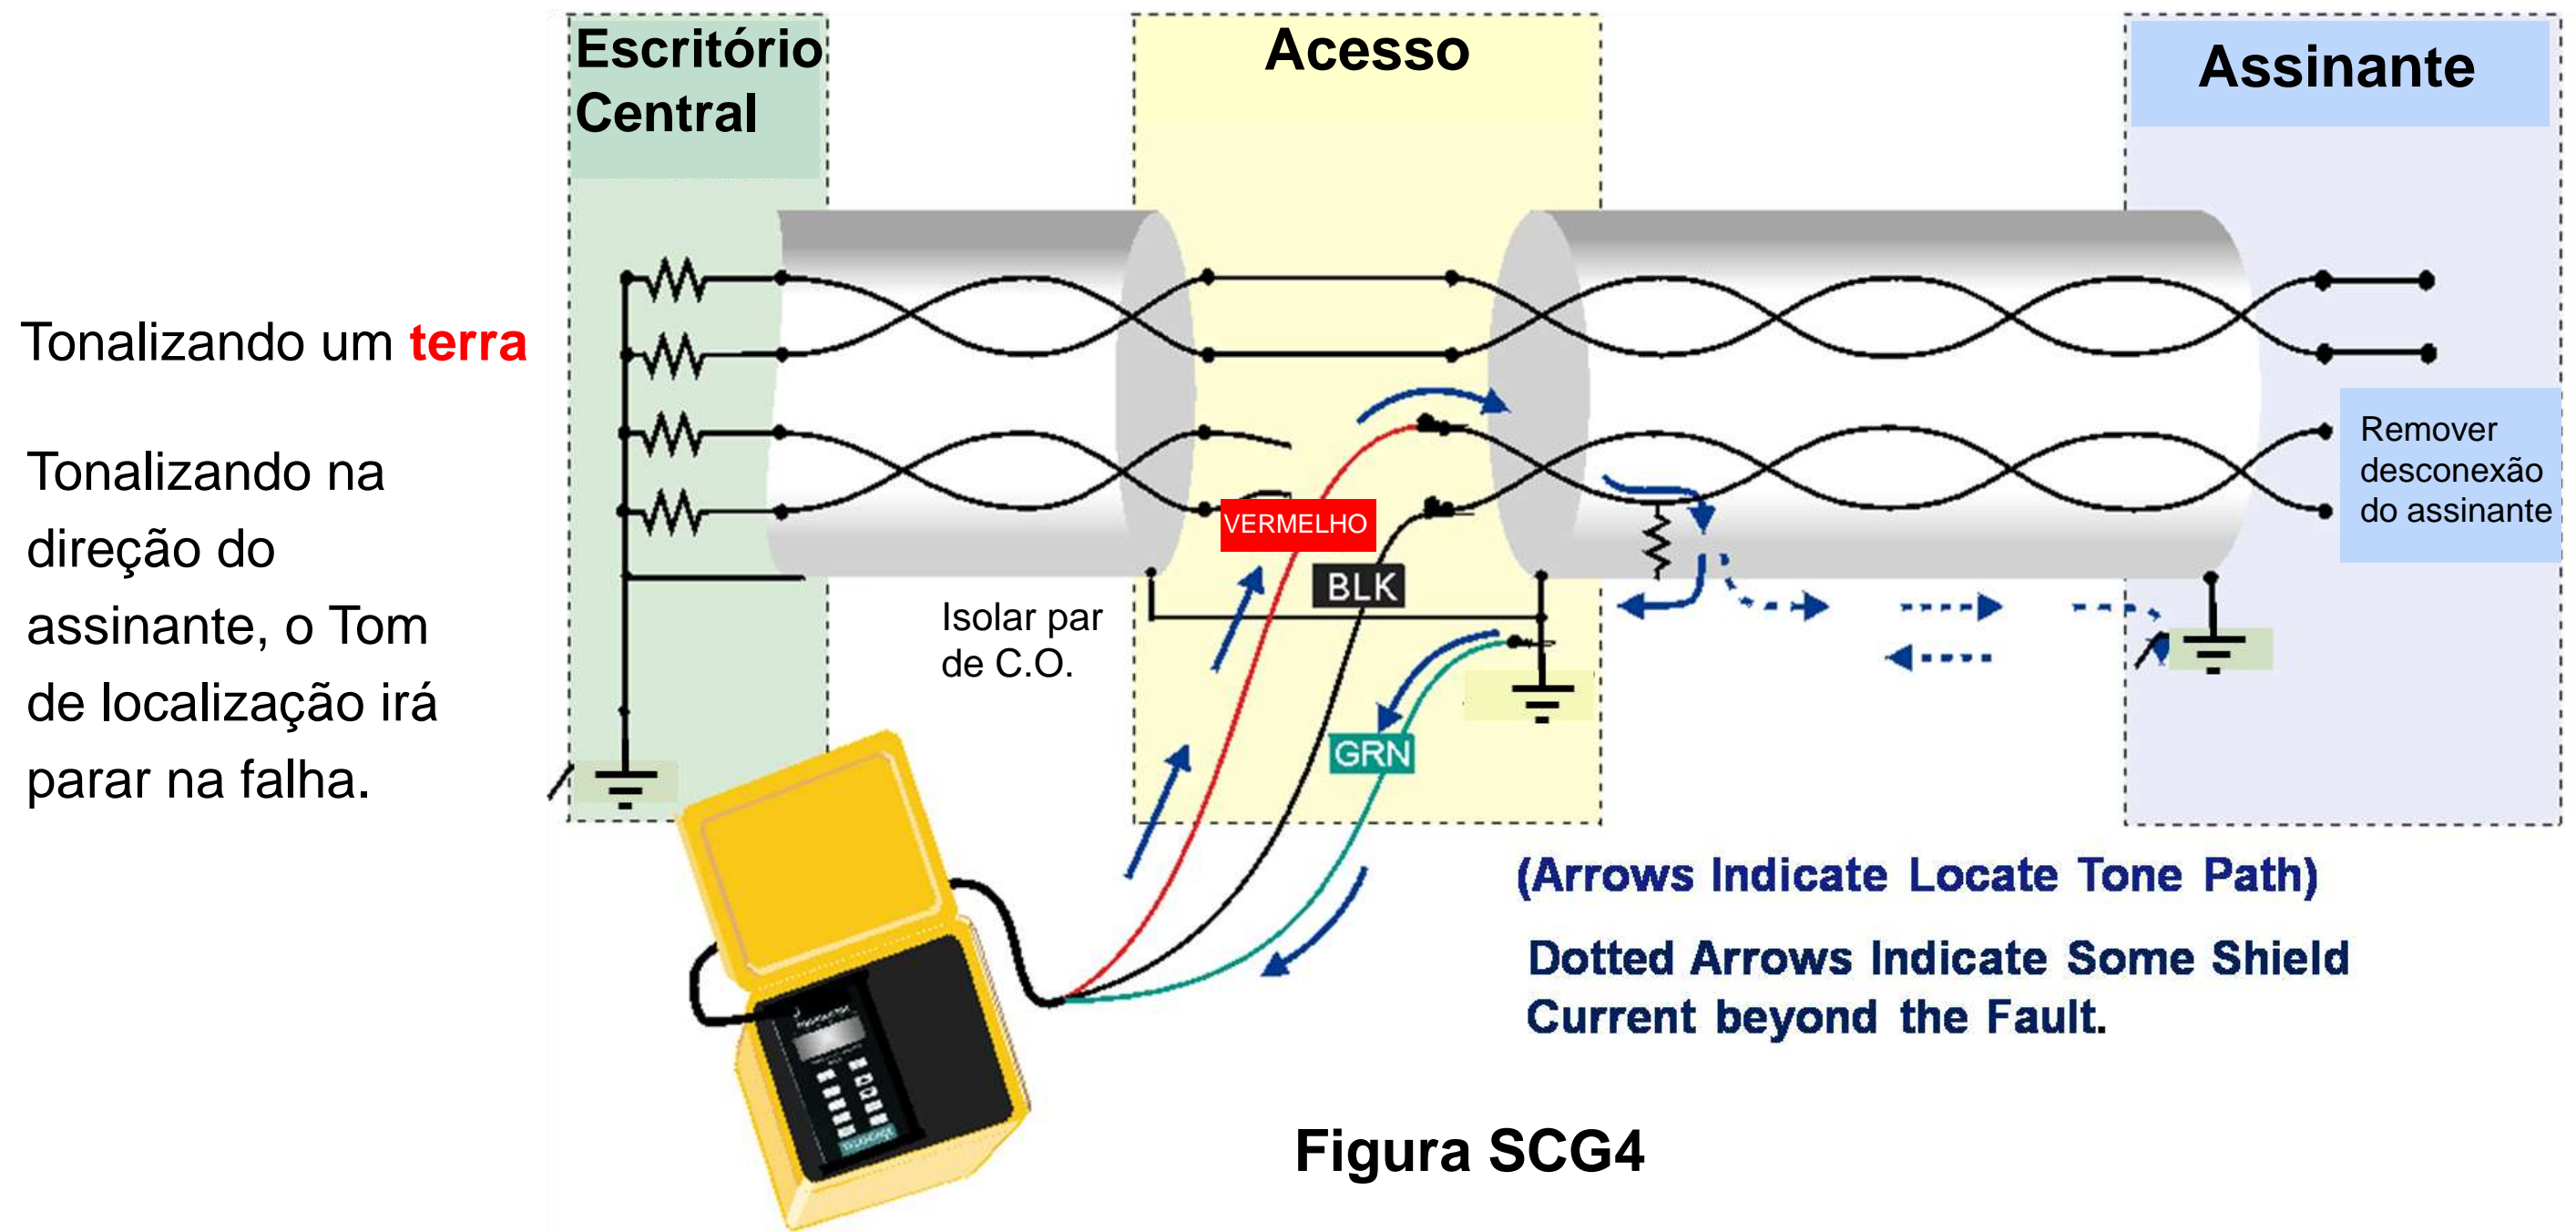 Escritório
Central
Acesso
Assinante
Tonalizando um terra
Tonalizando na
direção do
assinante, o Tom
de localização irá
parar na falha.
Remover
desconexão
do assinante
VERMELHO
BLK
Isolar par
de C.O.
GRN
(Arrows Indicate Locate Tone Path)
Dotted Arrows Indicate Some Shield
Current beyond the Fault.
Figura SCG4